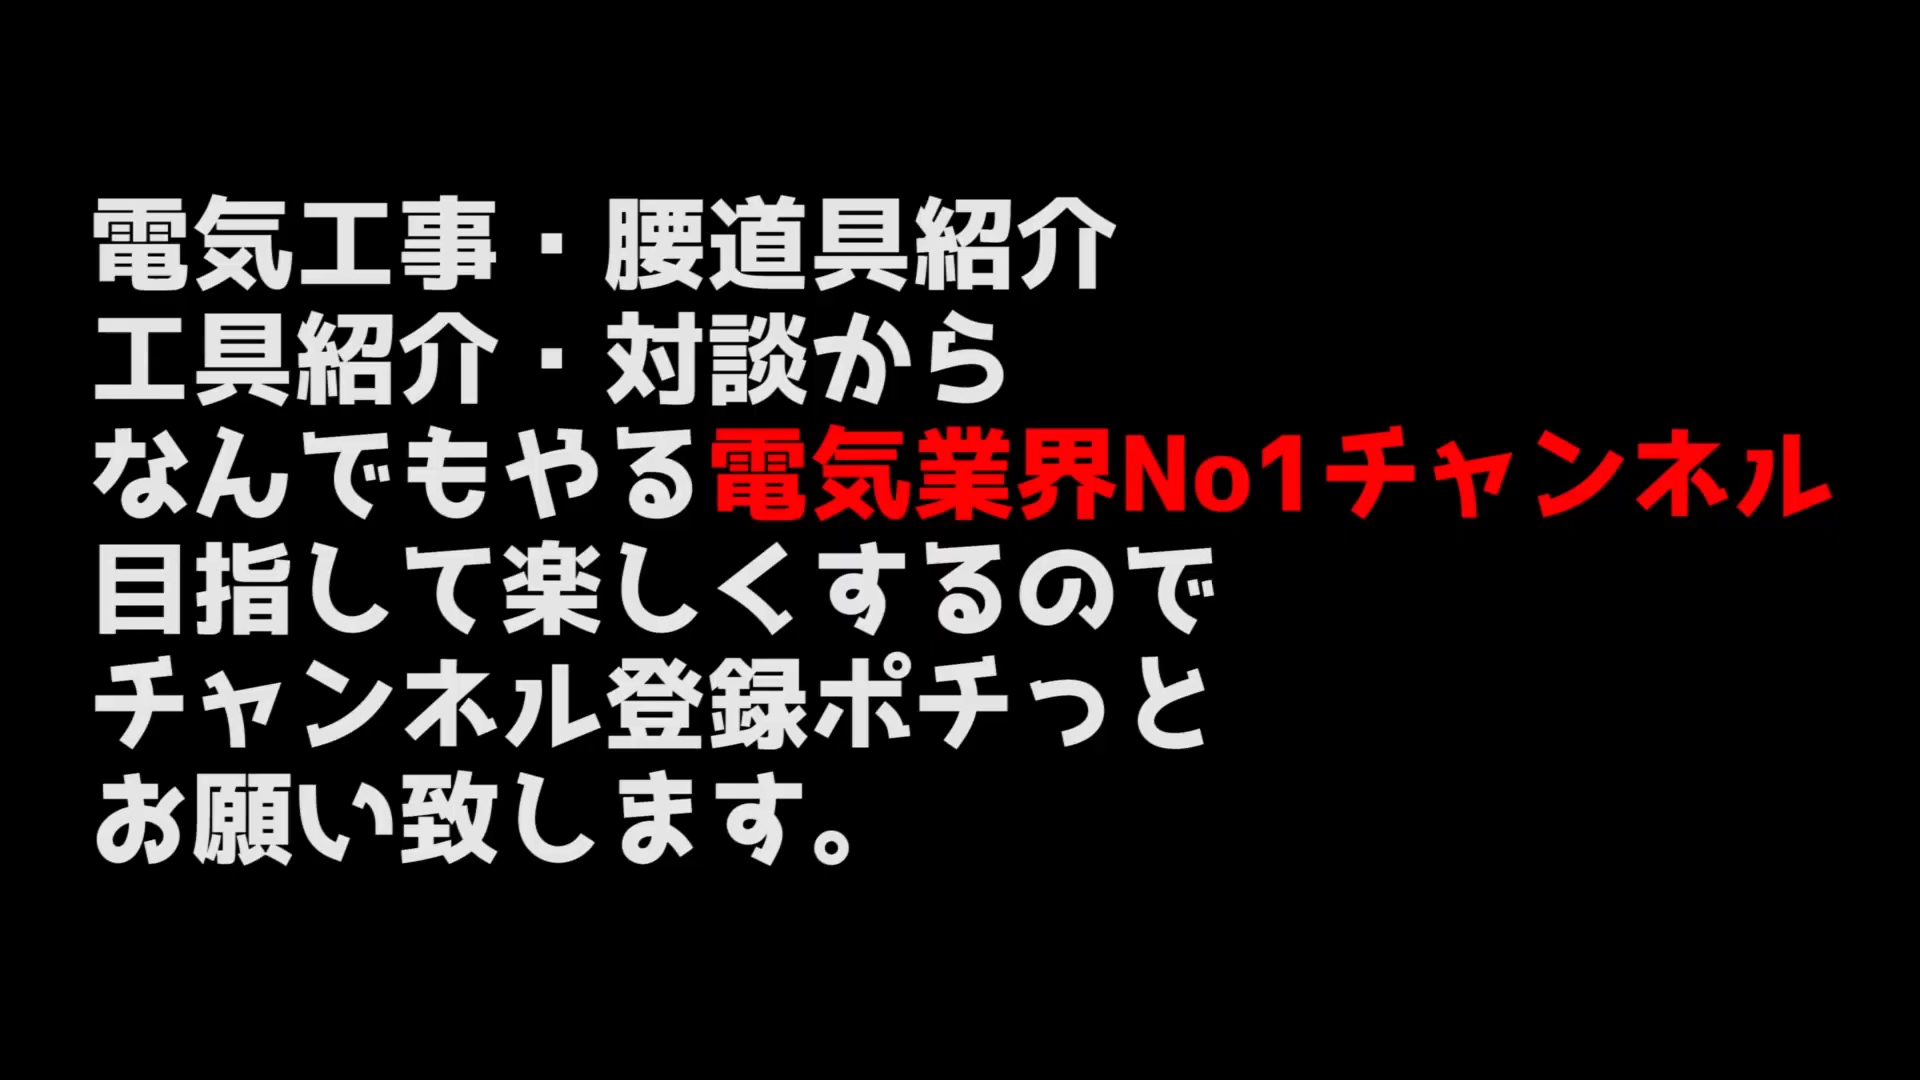 電気工事・腰道具紹介
工具紹介・対談から
なんでもやる電気業界No1チャンネル
目指して楽しくするので
チャンネル登録ポチっと
お願い致します。